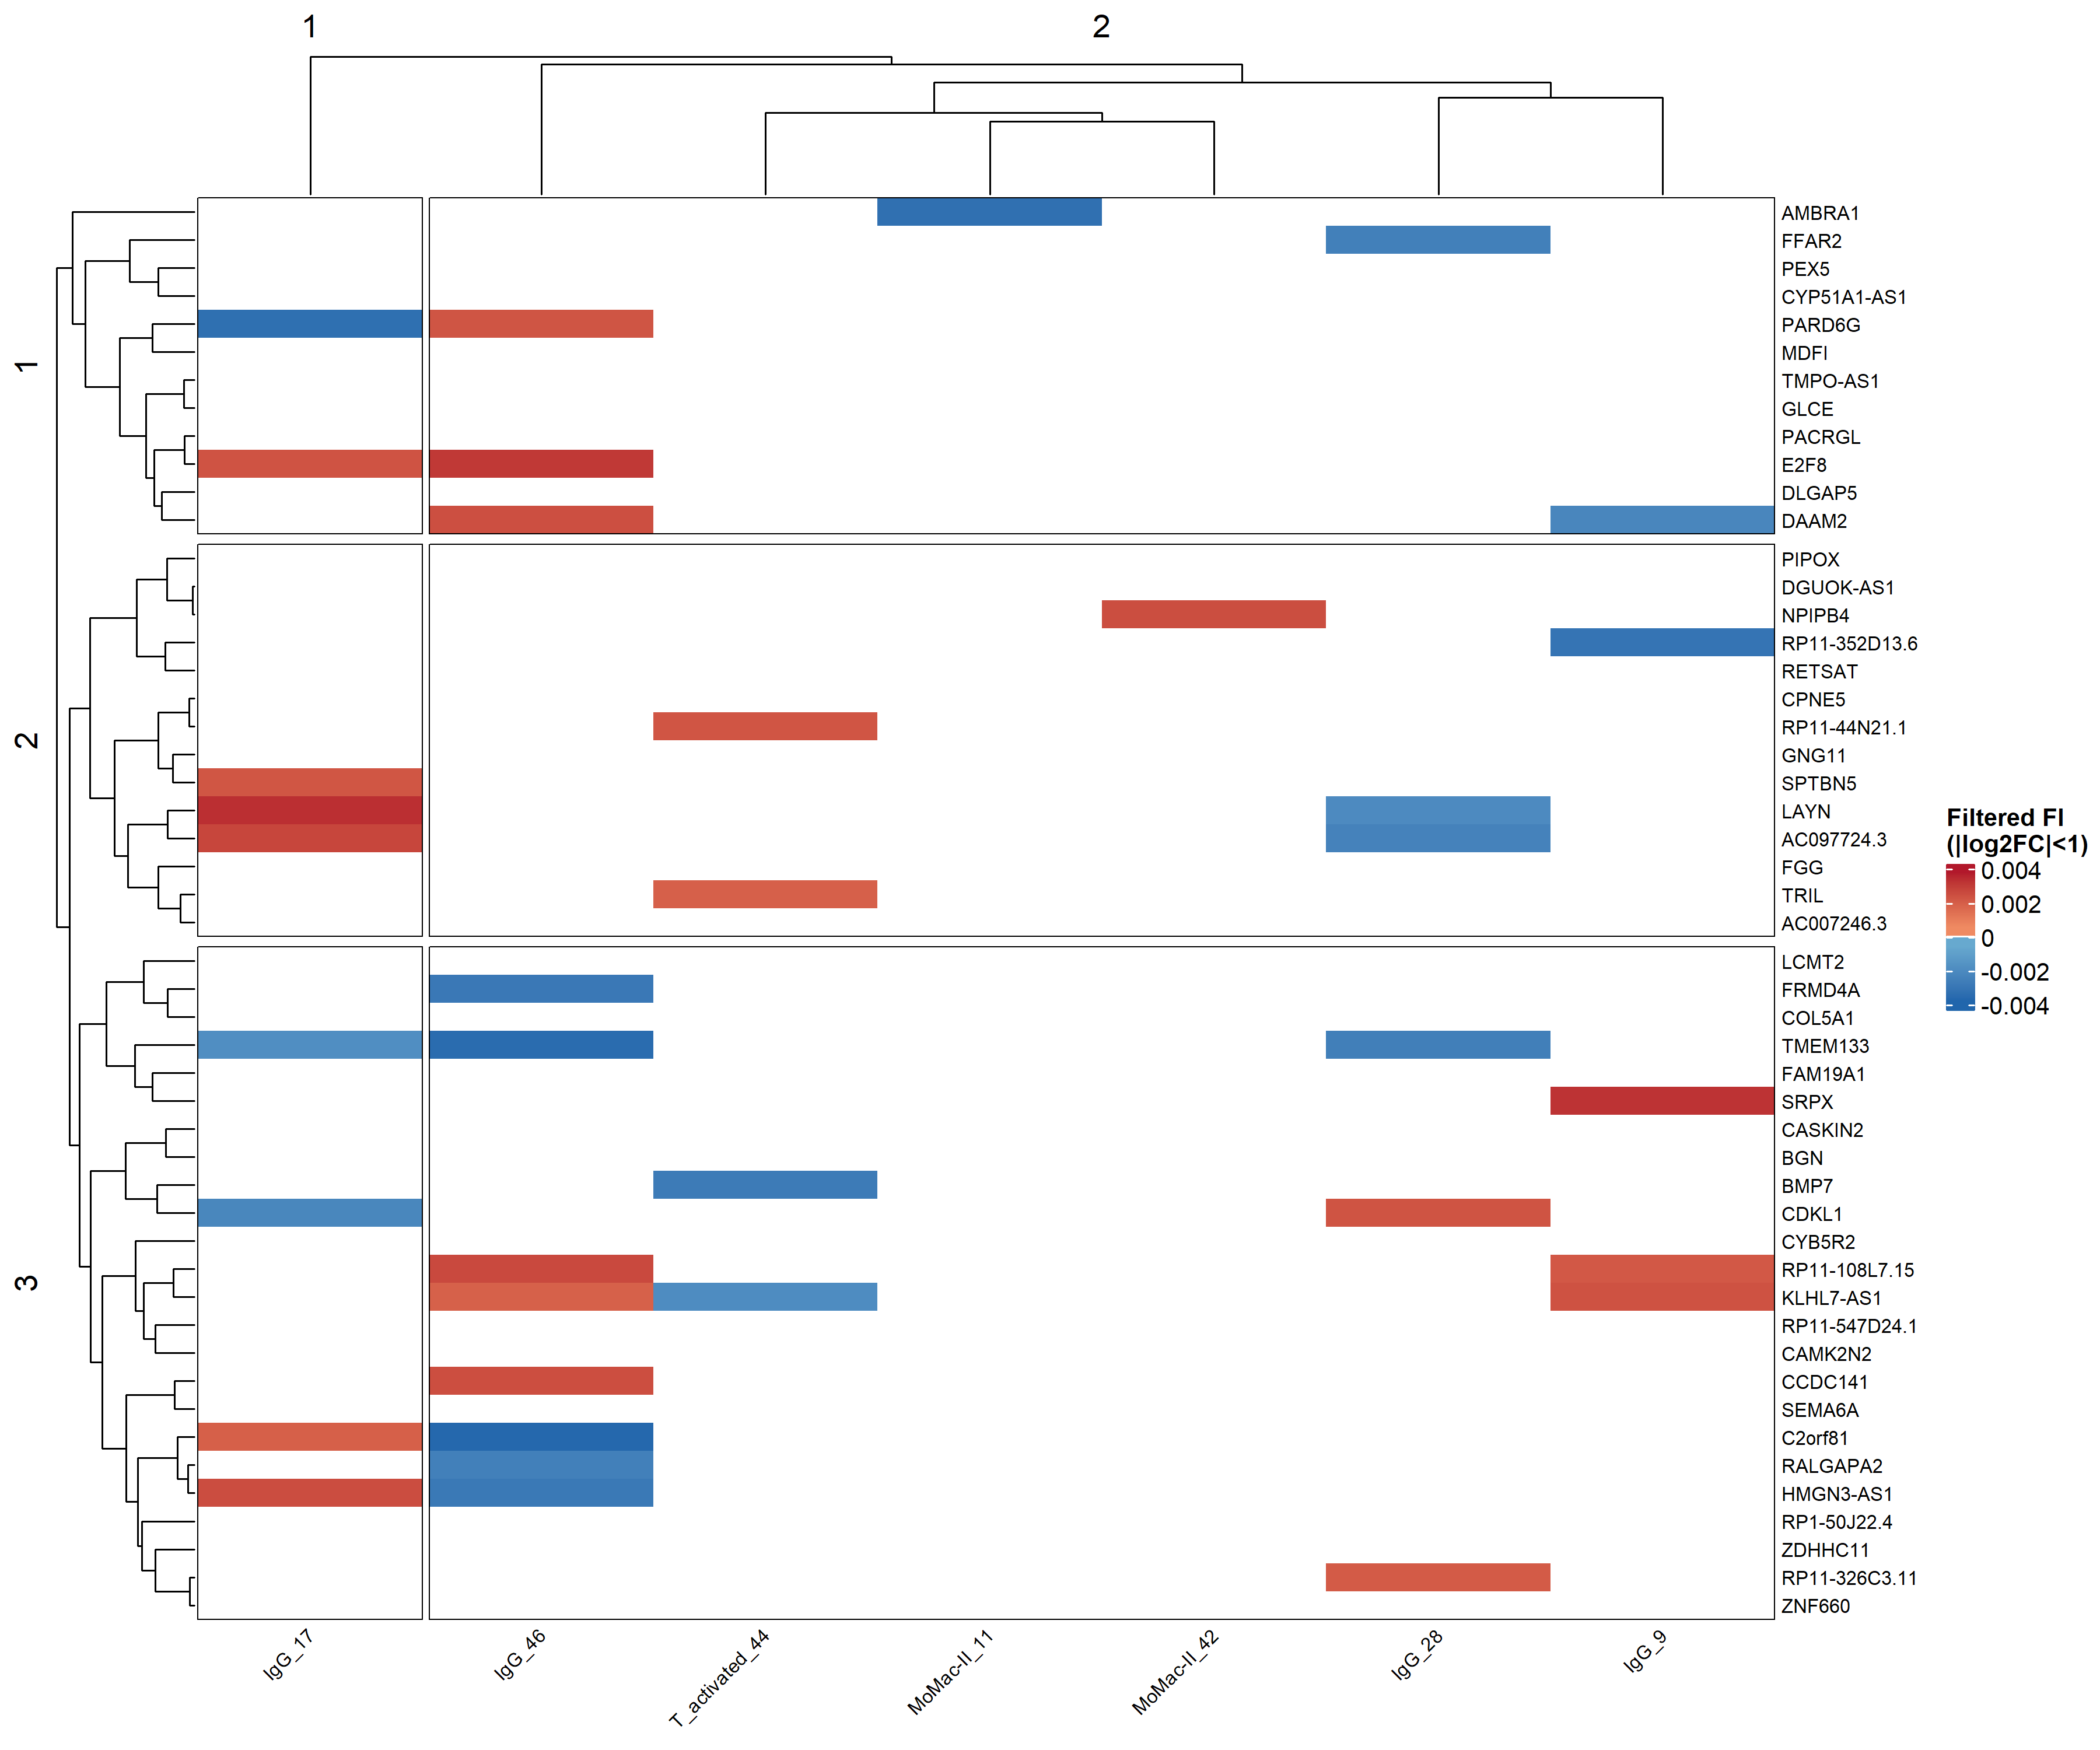 1
2
1
AMBRA1
FFAR2
PEX5
CYP51A1-AS1
PARD6G
MDFI
TMPO-AS1
GLCE
PACRGL
E2F8
DLGAP5
DAAM2
2
PIPOX
DGUOK-AS1
NPIPB4
RP11-352D13.6
RETSAT
CPNE5
RP11-44N21.1
GNG11
SPTBN5
LAYN
AC097724.3
FGG
TRIL
AC007246.3
3
LCMT2
FRMD4A
COL5A1
TMEM133
FAM19A1
SRPX
CASKIN2
BGN
BMP7
CDKL1
CYB5R2
RP11-108L7.15
KLHL7-AS1
RP11-547D24.1
CAMK2N2
CCDC141
SEMA6A
C2orf81
RALGAPA2
HMGN3-AS1
RP1-50J22.4
ZDHHC11
RP11-326C3.11
ZNF660
IgG_17
IgG_46
T_activated_44
MoMac-II_11
MoMac-II_42
IgG_28
IgG_9
Filtered FI
(|log2FC|<1)
0.004
0.002
0
-0.002
-0.004